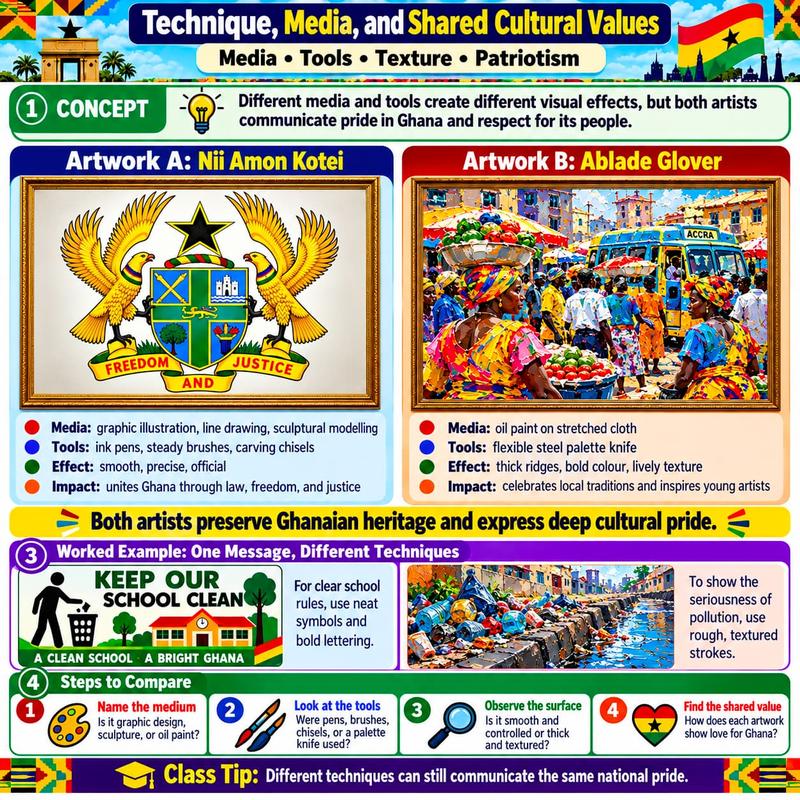 Technique, Media, and Shared Cultural Values
Media • Tools • Texture • Patriotism
1 CONCEPT
Different media and tools create different visual effects, but both artists
communicate pride in Ghana and respect for its people.
Artwork A: Nii Amon Kotei
FREEDOM AND JUSTICE
Media: graphic illustration, line drawing, sculptural modelling
Tools: ink pens, steady brushes, carving chisels
Effect: smooth, precise, official
Impact: unites Ghana through law, freedom, and justice
Artwork B: Ablade Glover
ACCRA
Media: oil paint on stretched cloth
Tools: flexible steel palette knife
Effect: thick ridges, bold colour, lively texture
Impact: celebrates local traditions and inspires young artists
Both artists preserve Ghanaian heritage and express deep cultural pride.
3 Worked Example: One Message, Different Techniques
KEEP OUR
SCHOOL CLEAN
A CLEAN SCHOOL · A BRIGHT GHANA
For clear school
rules, use neat
symbols and
bold lettering.
To show the
seriousness of
pollution, use
rough, textured
strokes.
4 Steps to Compare
1 Name the medium
Is it graphic design,
sculpture, or oil paint?
2 Look at the tools
Were pens, brushes,
chisels, or a palette
knife used?
3 Observe the surface
Is it smooth and
controlled or thick
and textured?
4 Find the shared value
How does each artwork
show love for Ghana?
Class Tip: Different techniques can still communicate the same national pride.